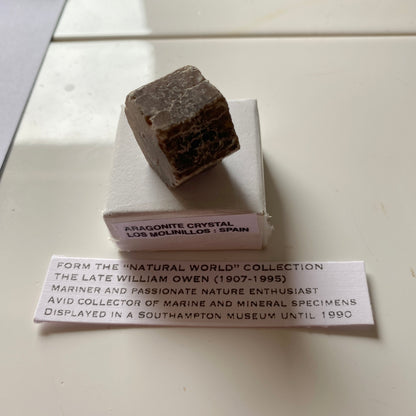 ARAGONITE CRYSTAL
LOS MOLINILLOS : SPAIN
FORM THE "NATURAL WORLD" COLLECTION
THE LATE WILLIAM OWEN (1907-1995)
MARINER AND PASSIONATE NATURE ENTHUSIAST
AVID COLLECTOR OF MARINE AND MINERAL SPECIMENS
DISPLAYED IN A SOUTHAMPTON MUSEUM UNTIL 1990